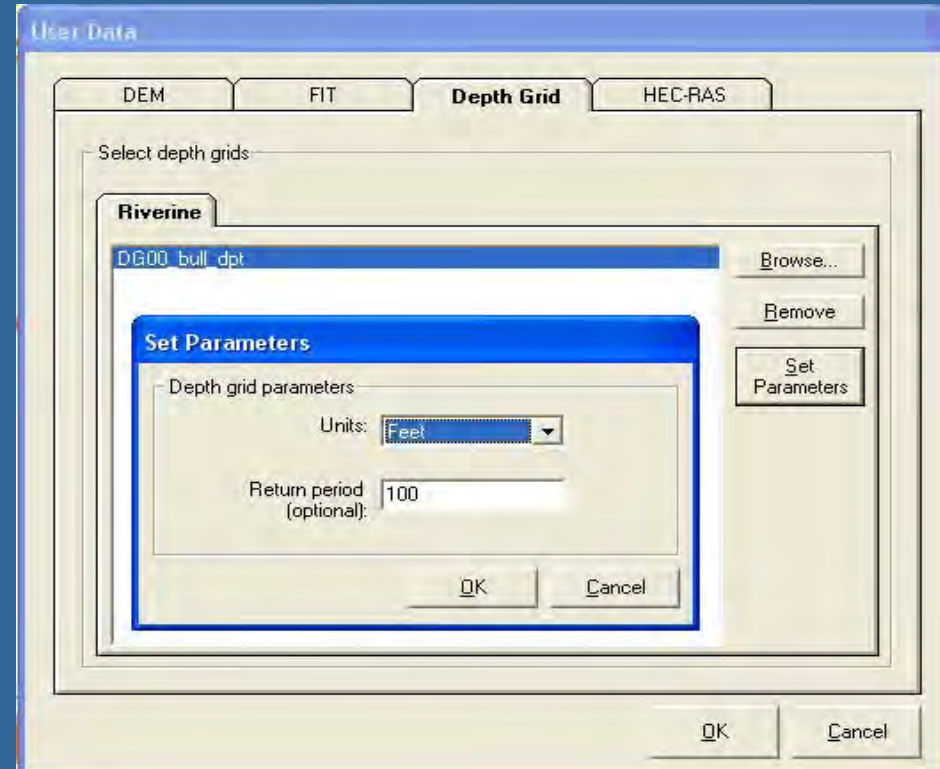 User Data
DEM FIT Depth Grid HEC-RAS
Select depth grids
Riverine
DG00_bull_dpt
Browse...
Remove
Set Parameters
Set
Parameters
Depth grid parameters
Units: Feet
Return period
(optional): 100
OK Cancel
OK Cancel